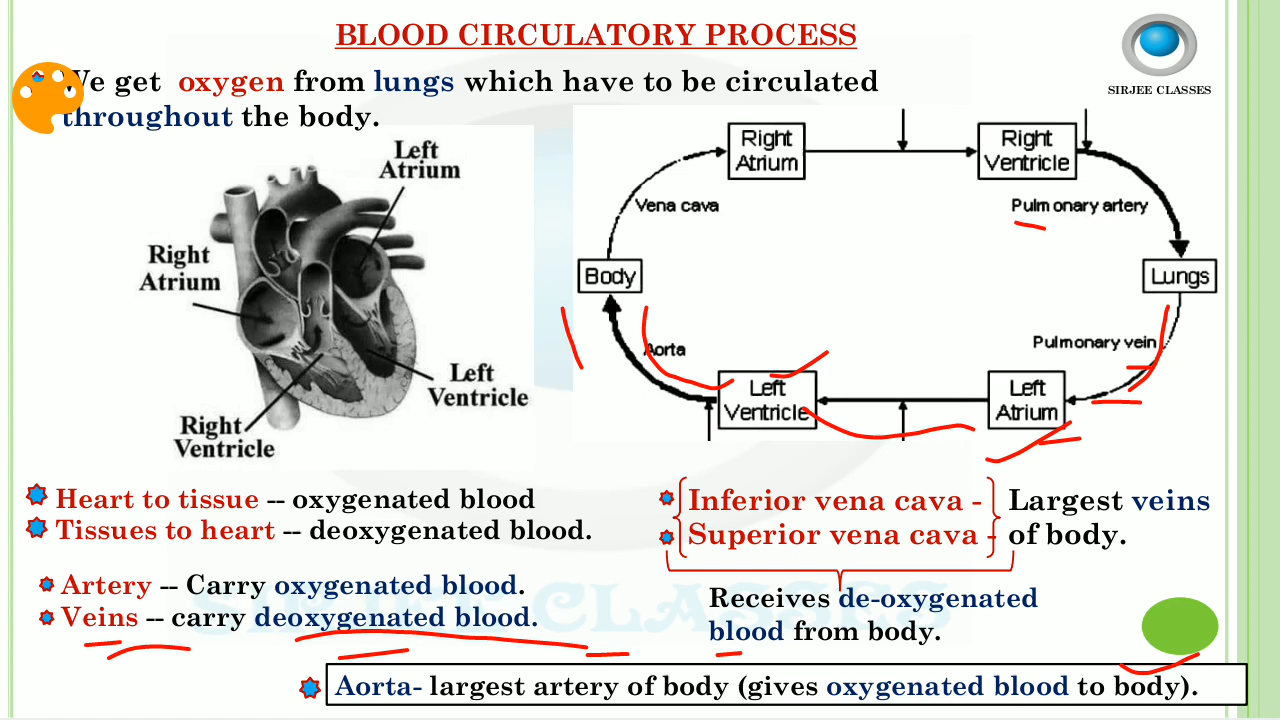 BLOOD CIRCULATORY PROCESS
SIRJEE CLASSES
We get oxygen from lungs which have to be circulated
throughout the body.
Left
Atrium
Right
Atrium
Left
Ventricle
Right
Ventricle
Right
Atrium
Right
Ventricle
Vena cava
Pulmonary artery
Body
Lungs
Aorta
Pulmonary vein
Left
Ventricle
Left
Atrium
Heart to tissue -- oxygenated blood
Tissues to heart -- deoxygenated blood.
Artery -- Carry oxygenated blood.
Veins -- carry deoxygenated blood.
Inferior vena cava -
Superior vena cava -
Largest veins
of body.
Receives de-oxygenated
blood from body.
Aorta- largest artery of body (gives oxygenated blood to body).
SIRJEE CLASSES